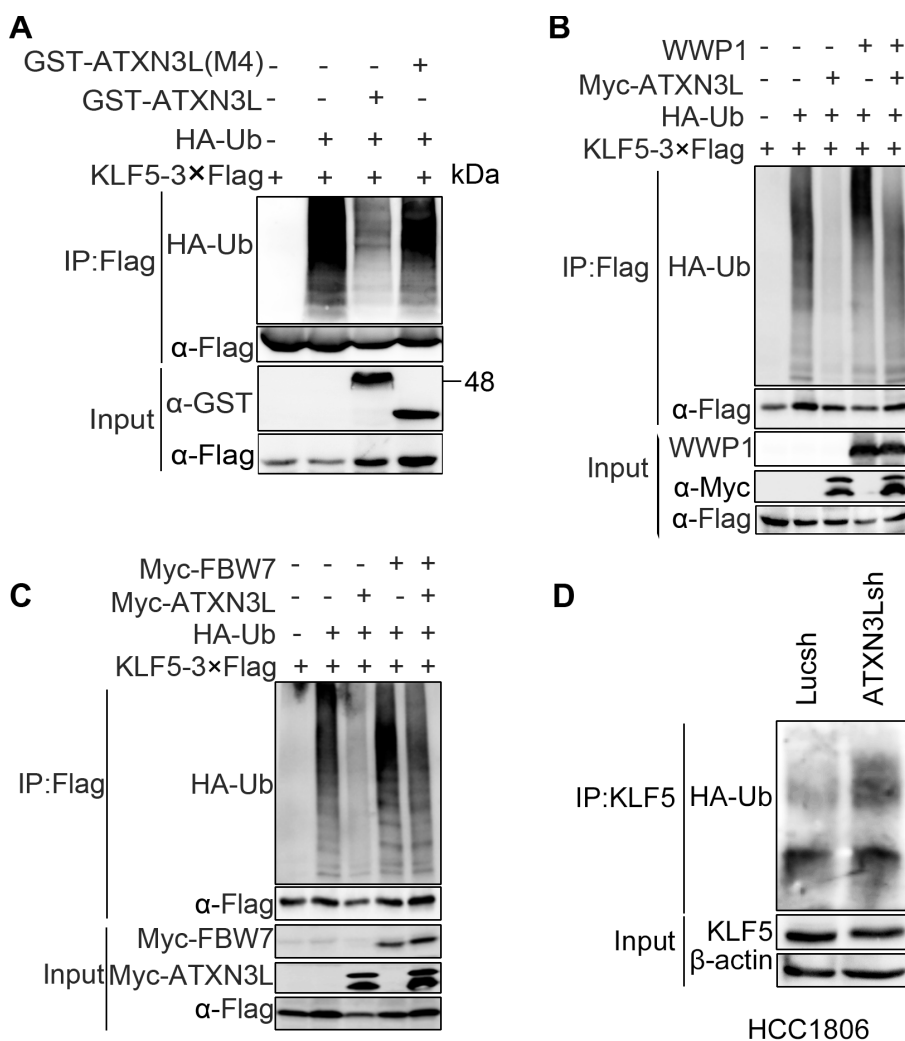 A
GST-ATXN3L(M4) - - - +
GST-ATXN3L - - + -
HA-Ub - + + +
KLF5-3×Flag + + + + kDa
IP:Flag HA-Ub
α-Flag
Input α-GST 48
α-Flag
B
WWP1 - - - + +
Myc-ATXN3L - - + - +
HA-Ub - + + + +
KLF5-3×Flag + + + + +
IP:Flag HA-Ub
α-Flag
Input WWP1
α-Myc
α-Flag
C
Myc-FBW7 - - - + +
Myc-ATXN3L - - + - +
HA-Ub - + + + +
KLF5-3×Flag + + + + +
IP:Flag HA-Ub
α-Flag
Myc-FBW7
Input Myc-ATXN3L
α-Flag
D
Lucsh ATXN3Lsh
IP:KLF5 HA-Ub
Input KLF5
β-actin
HCC1806